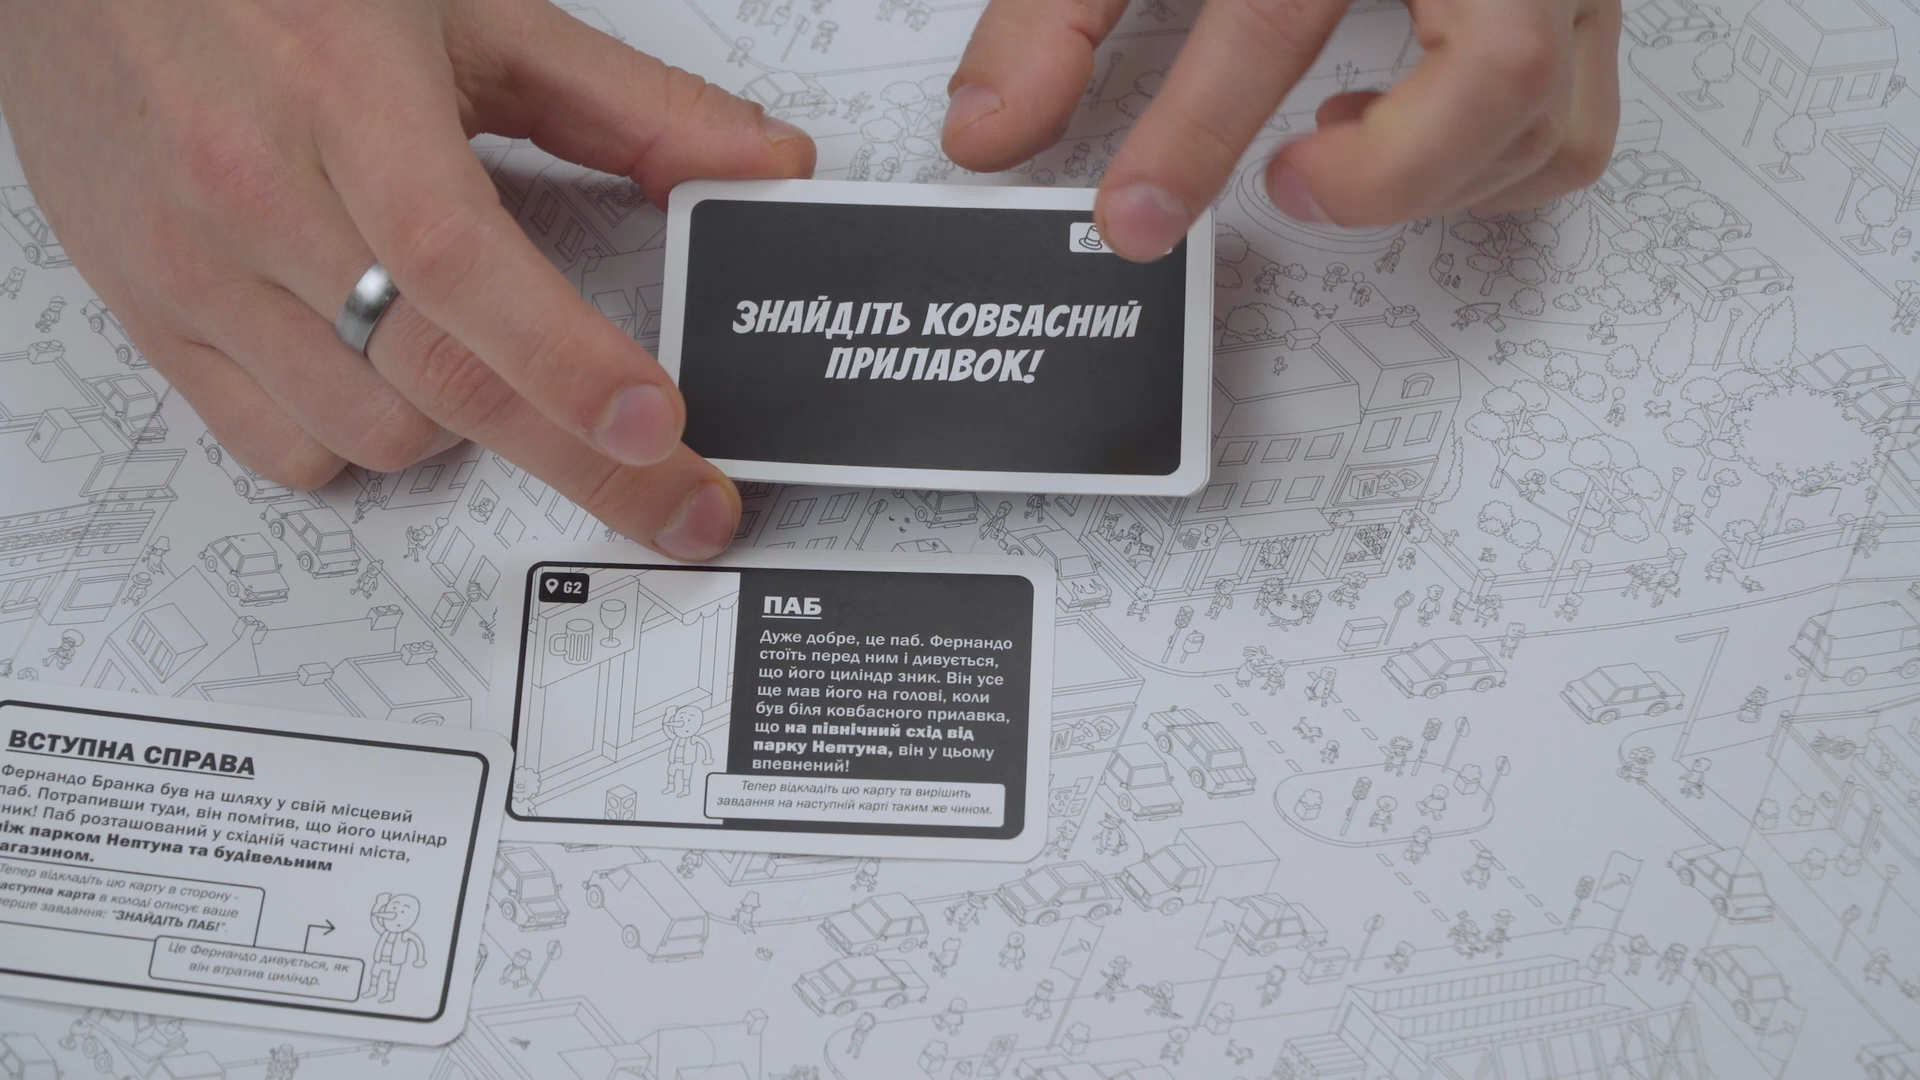 ЗНАЙДІТЬ КОВБАСНИЙ
ПРИЛАВОК!
G2
ПАБ
Дуже добре, це паб. Фернандо
стоїть перед ним і дивується,
що його циліндр зник. Він усе
ще мав його на голові, коли
був біля ковбасного прилавка,
що на північний схід від
парку Нептуна, він у цьому
впевнений!
Тепер відкладіть цю карту та вирішить
завдання на наступній карті таким же чином.
ВСТУПНА СПРАВА
Фернандо Бранка був на шляху у свій місцевий
паб. Потрапивши туди, він помітив, що його циліндр
зник! Паб розташований у східній частині міста,
між парком Нептуна та будівельним
магазином.
Тепер відкладіть цю карту в сторону -
наступна карта в колоді описує ваше
перше завдання: "ЗНАЙДІТЬ ПАБ!".
Це Фернандо дивується, як
він втратив циліндр.
N
N